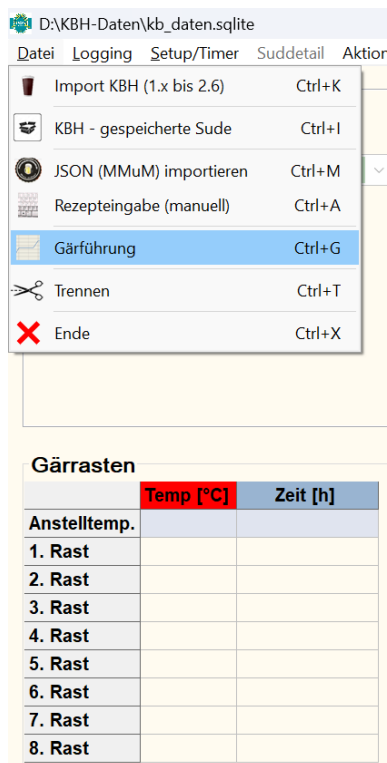 D:\KBH-Daten\kb_daten.sqlite
Datei Logging Setup/Timer Suddetail Aktion
Import KBH (1.x bis 2.6) Ctrl+K
KBH - gespeicherte Sude Ctrl+I
JSON (MMuM) importieren Ctrl+M
Rezepteingabe (manuell) Ctrl+A
Gärführung Ctrl+G
Trennen Ctrl+T
Ende Ctrl+X
Gärrasten
Temp [°C] Zeit [h]
Anstelltemp.
1. Rast
2. Rast
3. Rast
4. Rast
5. Rast
6. Rast
7. Rast
8. Rast